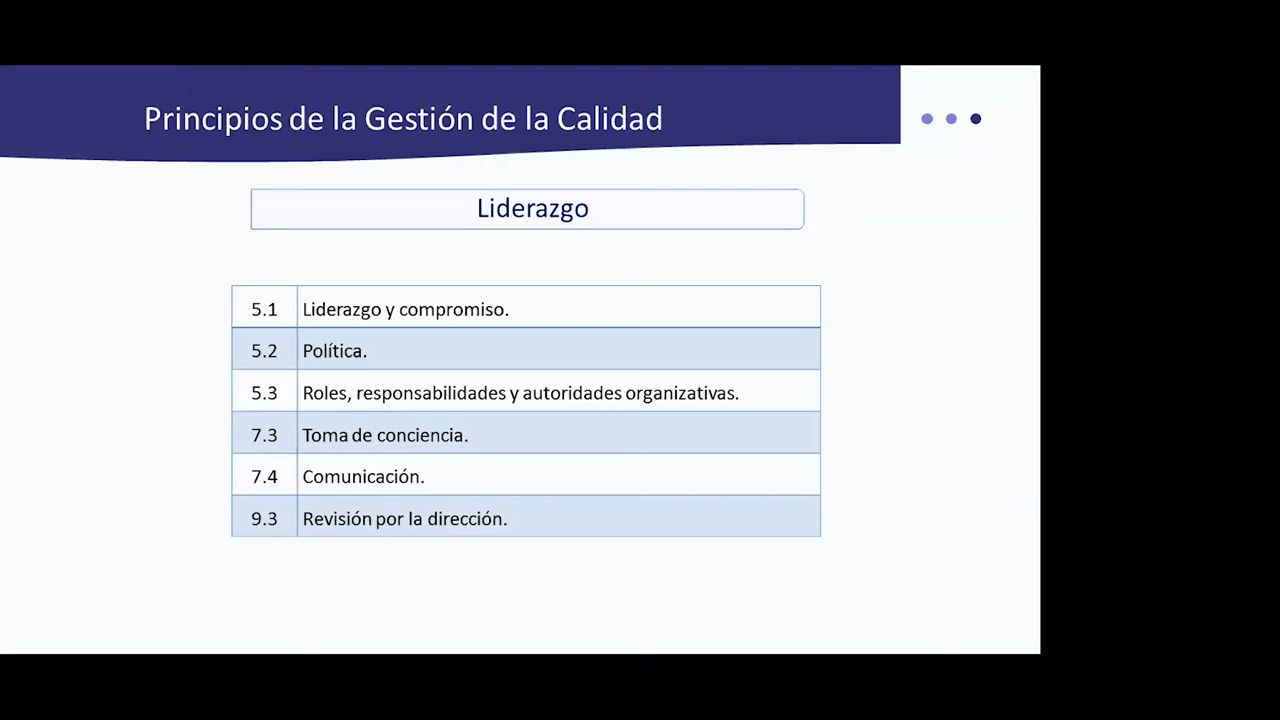 Principios de la Gestión de la Calidad
Liderazgo
5.1 Liderazgo y compromiso.
5.2 Política.
5.3 Roles, responsabilidades y autoridades organizativas.
7.3 Toma de conciencia.
7.4 Comunicación.
9.3 Revisión por la dirección.